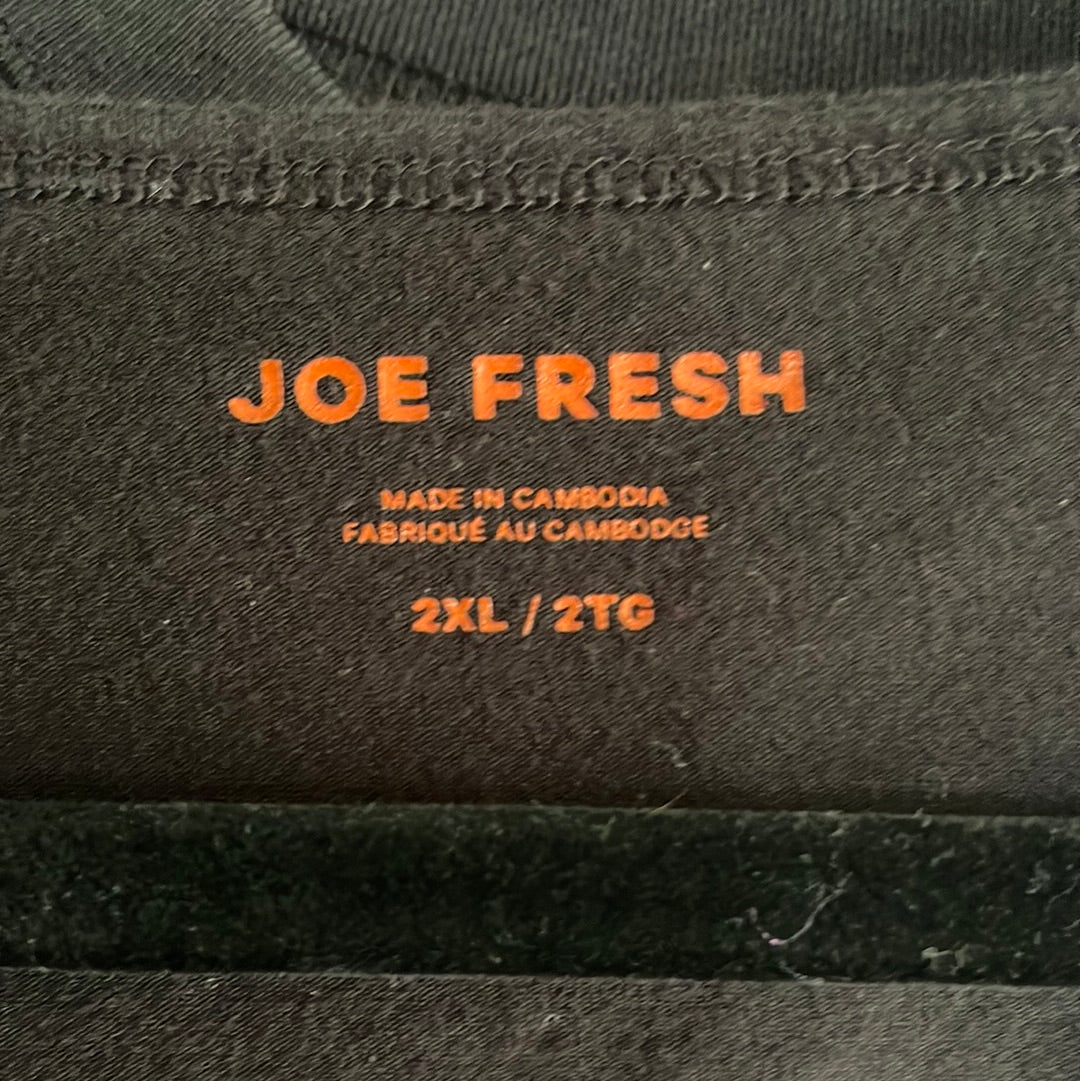 JOE FRESH
MADE IN CAMBODIA
FABRIQUÉ AU CAMBODGE
2XL / 2TG